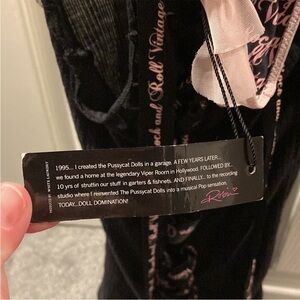 Rock and Roll Vintage
1995... I created the Pussycat Dolls in a garage. A FEW YEARS LATER...
we found a home at the legendary Viper Room in Hollywood. FOLLOWED BY...
10 yrs of struttin our stuff in garters & fishnets. AND FINALLY... to the recording
studio where I reinvented The Pussycat Dolls into a musical Pop sensation.
TODAY...DOLL DOMINATION!
Robin